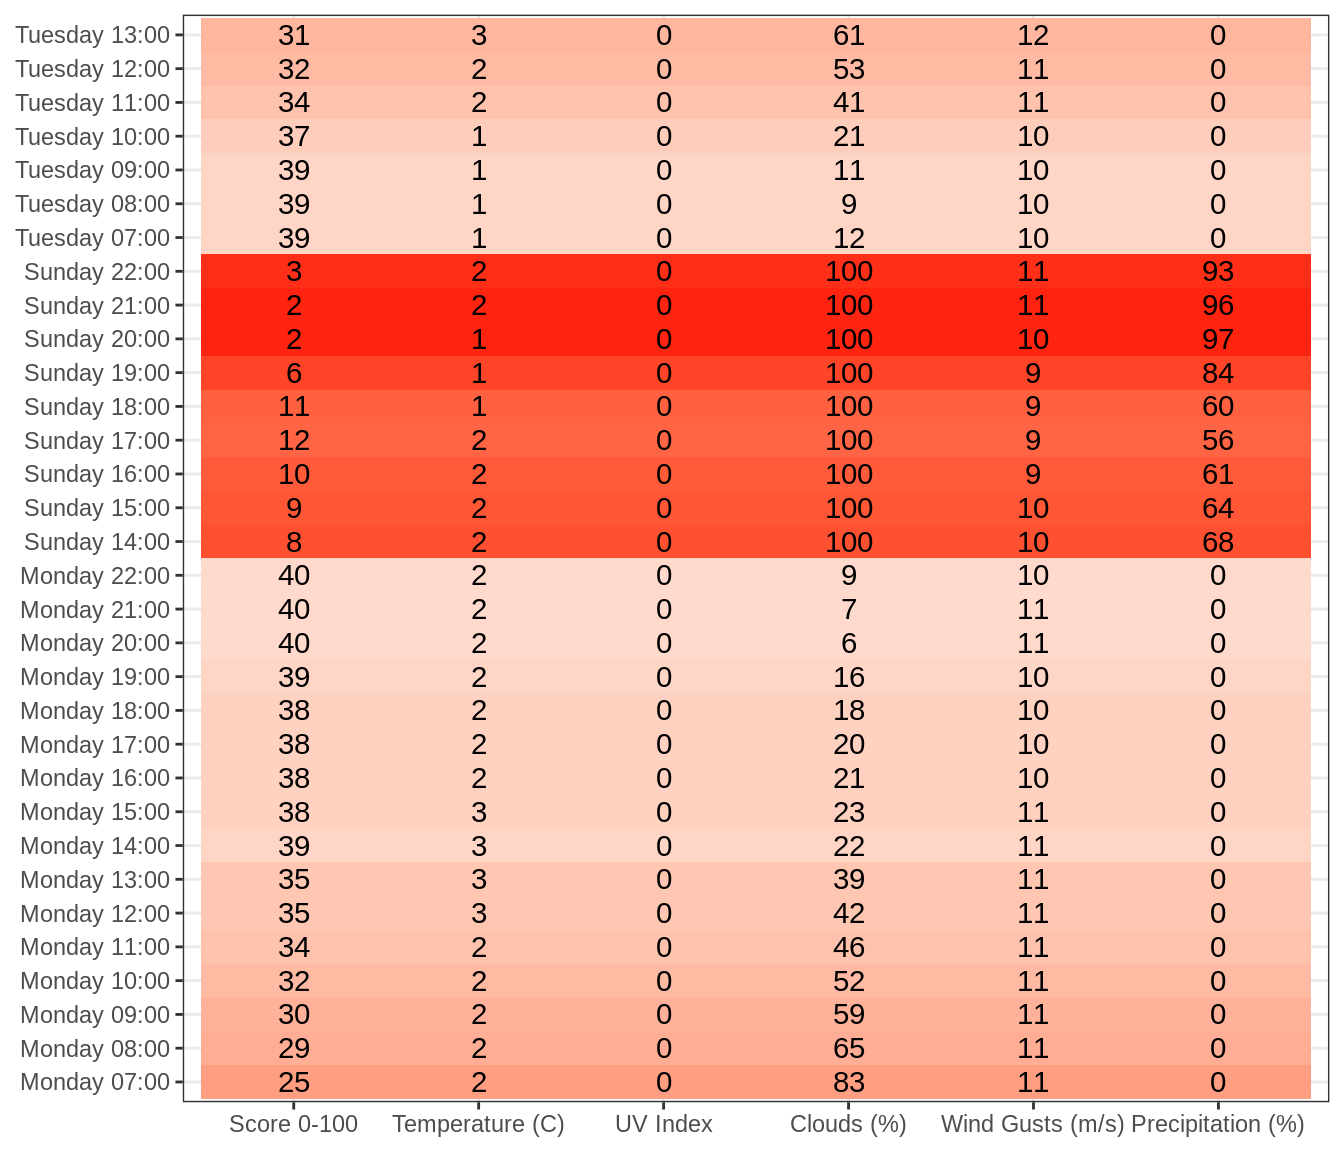 Tuesday 13:00 31 3 0 61 12 0
Tuesday 12:00 32 2 0 53 11 0
Tuesday 11:00 34 2 0 41 11 0
Tuesday 10:00 37 1 0 21 10 0
Tuesday 09:00 39 1 0 11 10 0
Tuesday 08:00 39 1 0 9 10 0
Tuesday 07:00 39 1 0 12 10 0
Sunday 22:00 3 2 0 100 11 93
Sunday 21:00 2 2 0 100 11 96
Sunday 20:00 2 1 0 100 10 97
Sunday 19:00 6 1 0 100 9 84
Sunday 18:00 11 1 0 100 9 60
Sunday 17:00 12 2 0 100 9 56
Sunday 16:00 10 2 0 100 9 61
Sunday 15:00 9 2 0 100 10 64
Sunday 14:00 8 2 0 100 10 68
Monday 22:00 40 2 0 9 10 0
Monday 21:00 40 2 0 7 11 0
Monday 20:00 40 2 0 6 11 0
Monday 19:00 39 2 0 16 10 0
Monday 18:00 38 2 0 18 10 0
Monday 17:00 38 2 0 20 10 0
Monday 16:00 38 2 0 21 10 0
Monday 15:00 38 3 0 23 11 0
Monday 14:00 39 3 0 22 11 0
Monday 13:00 35 3 0 39 11 0
Monday 12:00 35 3 0 42 11 0
Monday 11:00 34 2 0 46 11 0
Monday 10:00 32 2 0 52 11 0
Monday 09:00 30 2 0 59 11 0
Monday 08:00 29 2 0 65 11 0
Monday 07:00 25 2 0 83 11 0
Score 0-100 Temperature (C) UV Index Clouds (%) Wind Gusts (m/s) Precipitation (%)